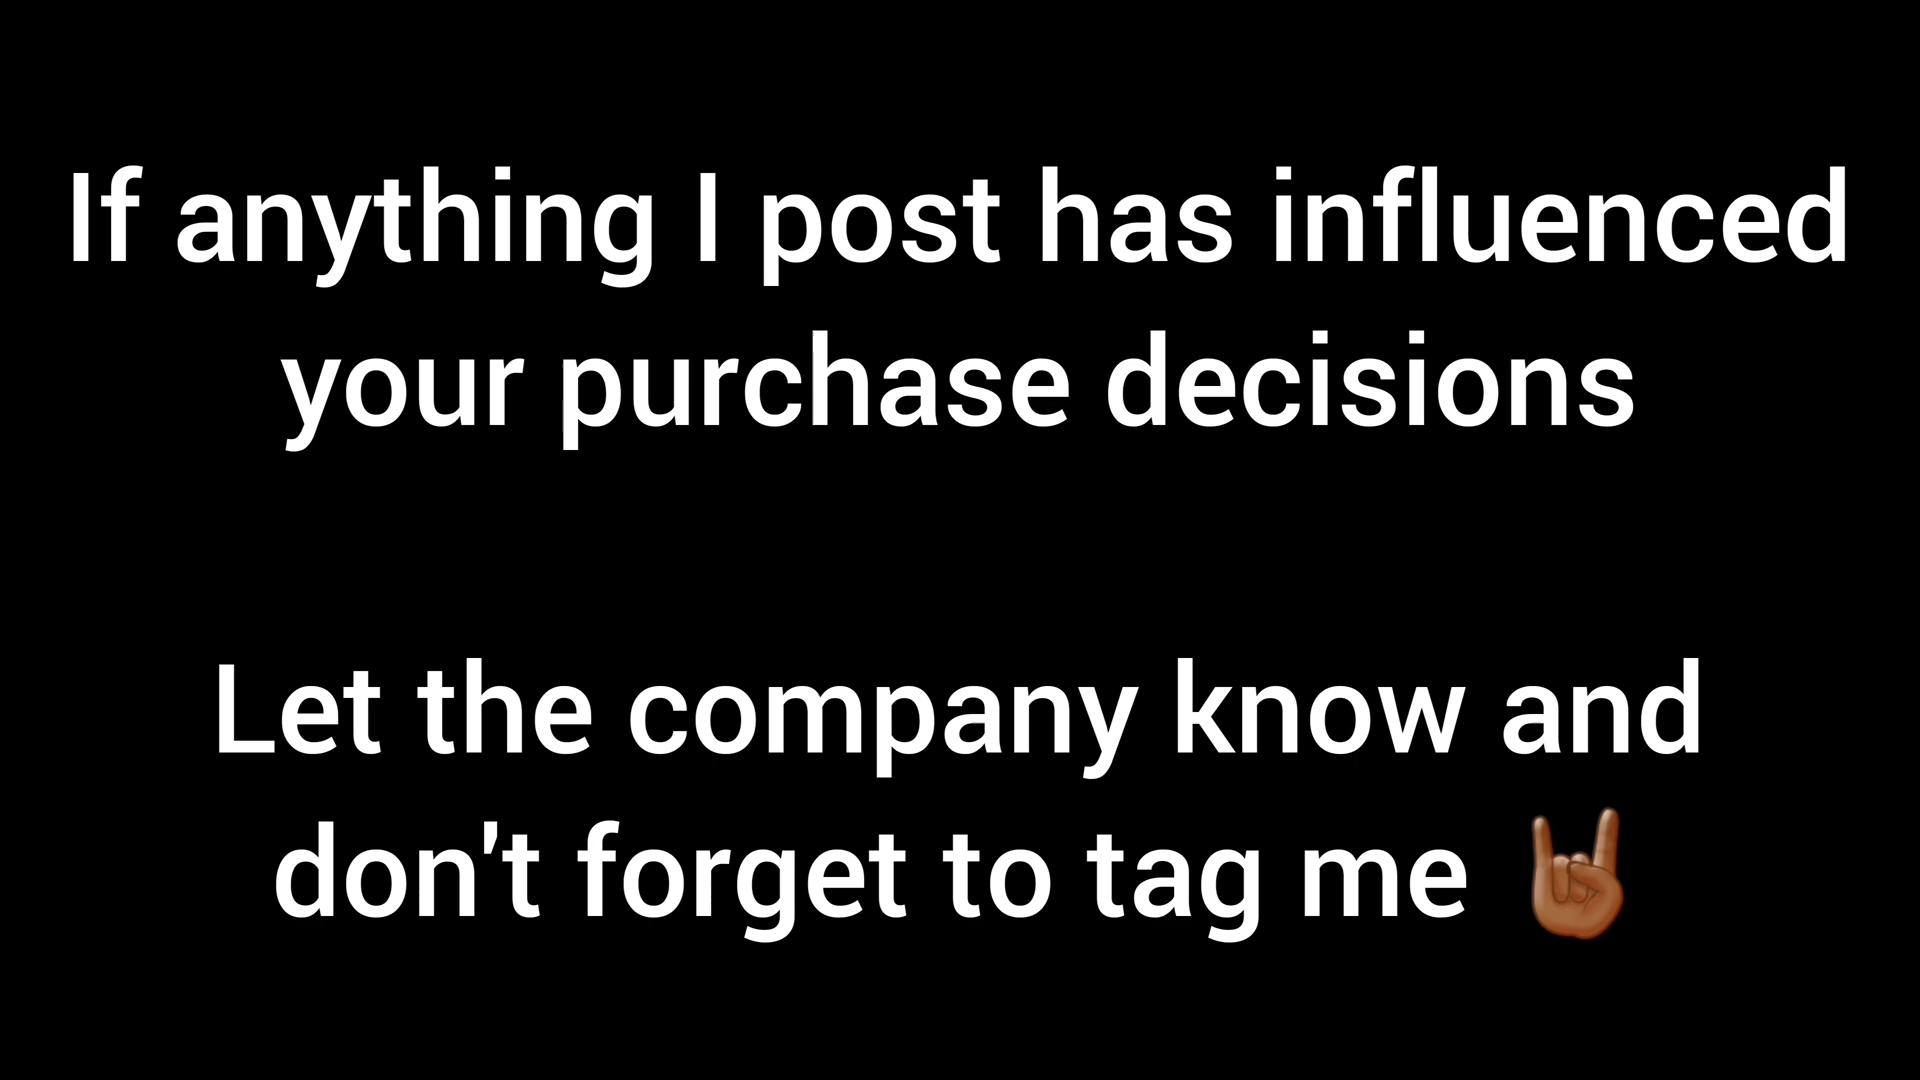 If anything I post has influenced
your purchase decisions
Let the company know and
don't forget to tag me 🤘🏾